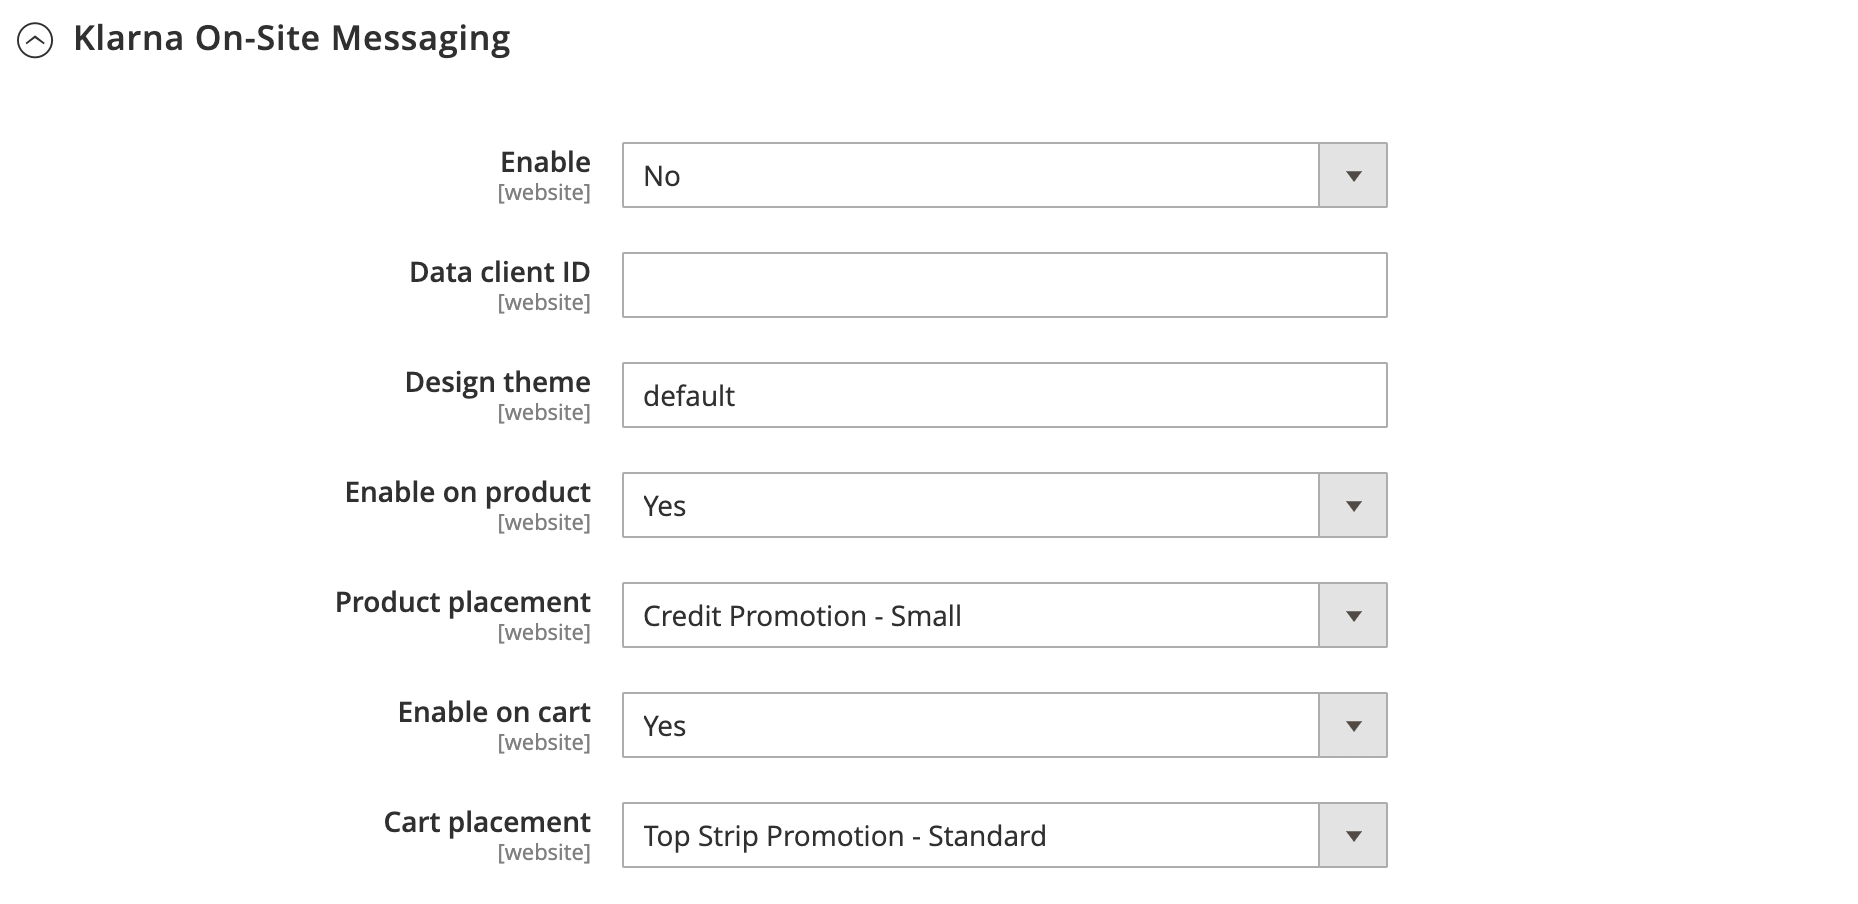 Klarna On-Site Messaging
Enable
[website]
No
Data client ID
[website]
Design theme
[website]
default
Enable on product
[website]
Yes
Product placement
[website]
Credit Promotion - Small
Enable on cart
[website]
Yes
Cart placement
[website]
Top Strip Promotion - Standard